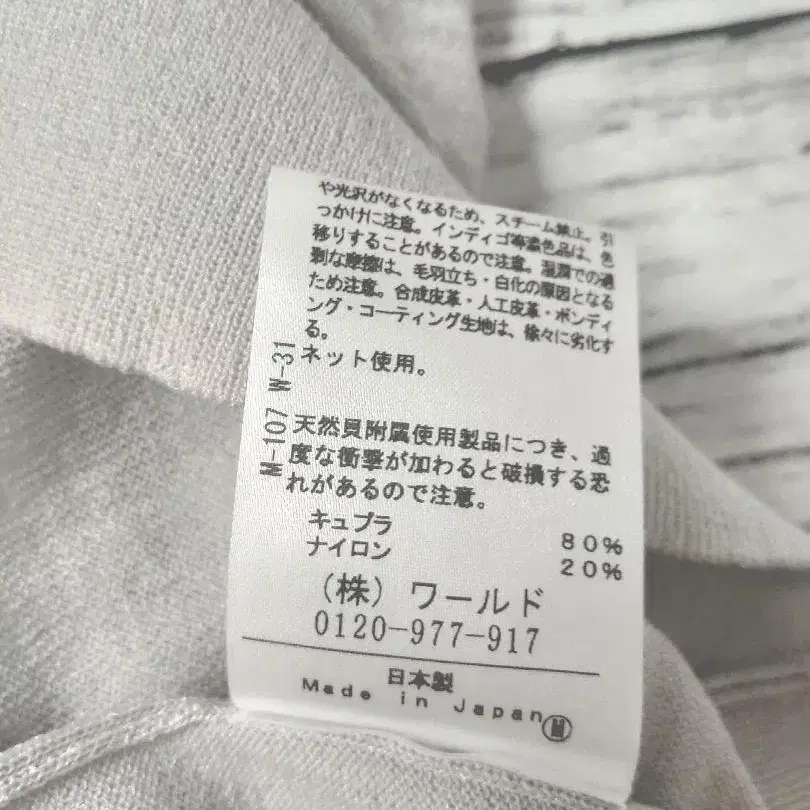 や光沢がなくなるため、スチーム禁止。引
っかけに注意。インディゴ等濃色品は、色
移りすることがあるので注意。湿潤での過
剰な摩擦は、毛羽立ち・白化の原因となる
ため注意。合成皮革・人工皮革・ボンディ
ング・コーティング生地は、徐々に劣化す
る。
W-31
ネット使用。
M-107
天然貝附属使用製品につき、過
度な衝撃が加わると破損する恐
れがあるので注意。
キュプラ 80%
ナイロン 20%
(株) ワールド
0120-977-917
日本製
Made in Japan M